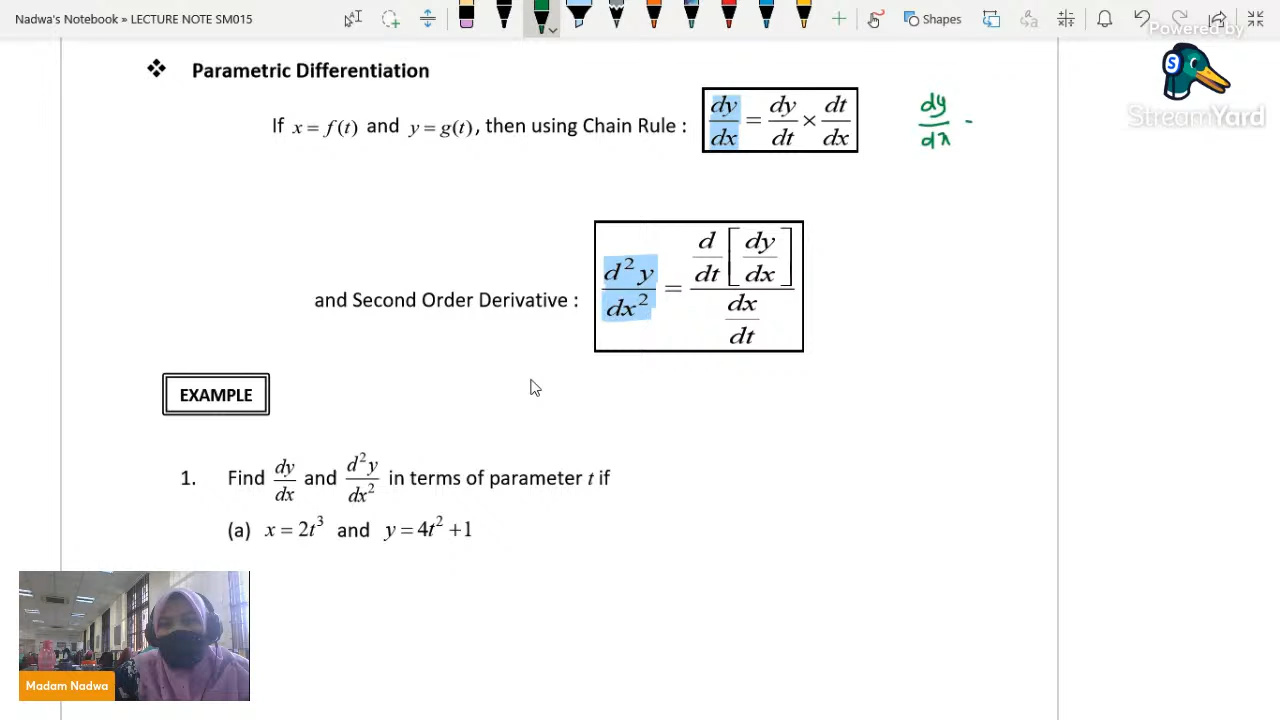 Nadwa's Notebook » LECTURE NOTE SM015
Shapes
Powered by
StreamYard
❖ Parametric Differentiation
If x = f(t) and y = g(t), then using Chain Rule : dy/dx = dy/dt × dt/dx
dy/dx =
and Second Order Derivative : d²y/dx² = d/dt [dy/dx] / dx/dt
EXAMPLE
1. Find dy/dx and d²y/dx² in terms of parameter t if
(a) x = 2t³ and y = 4t² + 1
Madam Nadwa